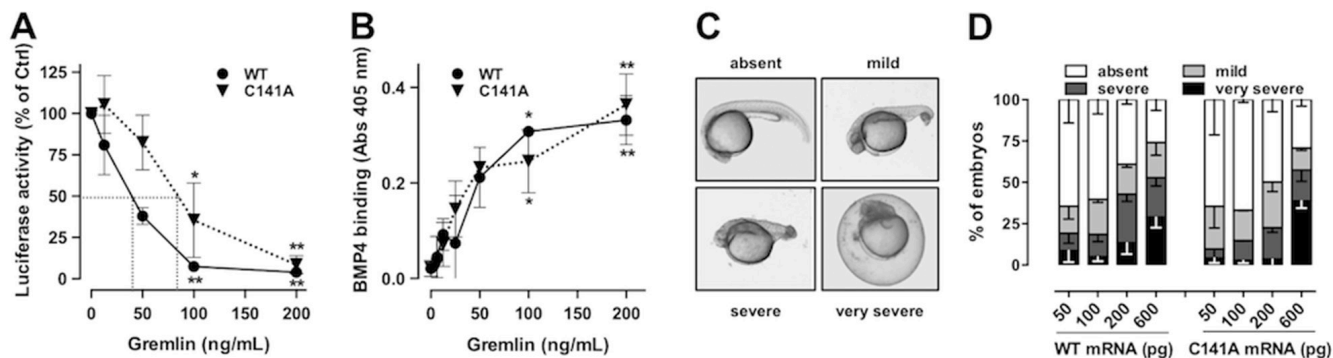 A
Luciferase activity (% of Ctrl)
125
100
75
50
25
0
WT
C141A
*
**
**
**
0 50 100 150 200
Gremlin (ng/mL)
B
BMP4 binding (Abs 405 nm)
0.4
0.2
0.0
WT
C141A
*
*
**
**
0 50 100 150 200
Gremlin (ng/mL)
C
absent mild
severe very severe
D
absent mild
severe very severe
% of embryos
100
75
50
25
0
50 100 200 600 50 100 200 600
WT mRNA (pg) C141A mRNA (pg)